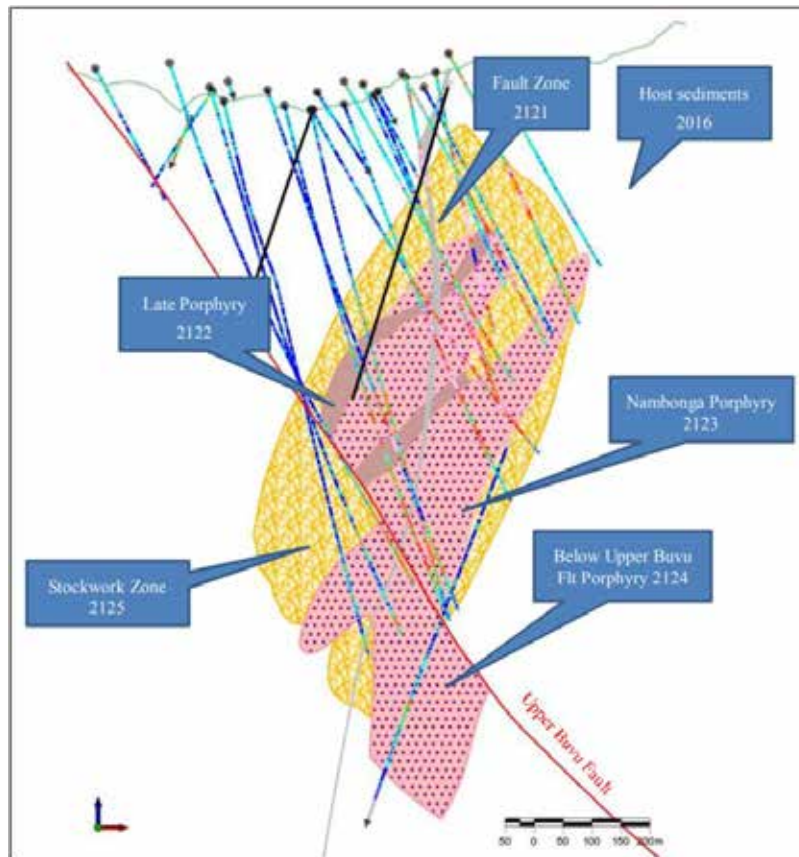 Fault Zone
2121
Host sediments
2016
Late Porphyry
2122
Nambonga Porphyry
2123
Stockwork Zone
2125
Below Upper Buvu
Flt Porphyry 2124
Upper Buvu Fault
50 0 50 100 150 200m